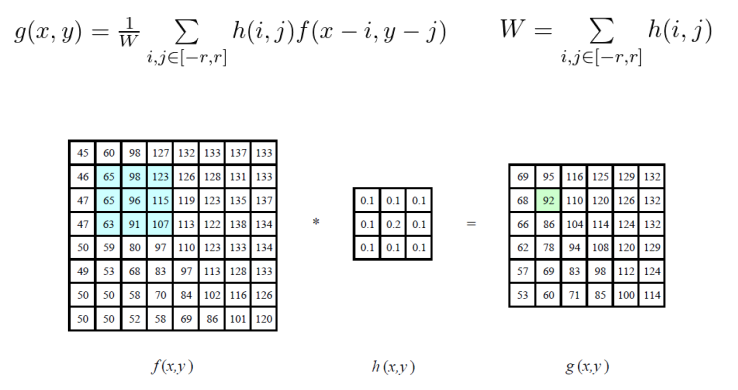 g(x, y) = 1/W ∑ i,j∈[−r,r] h(i, j)f(x − i, y − j) W = ∑ i,j∈[−r,r] h(i, j)
45 60 98 127 132 133 137 133
46 65 98 123 126 128 131 133
47 65 96 115 119 123 135 137
47 63 91 107 113 122 138 134
50 59 80 97 110 123 133 134
49 53 68 83 97 113 128 133
50 50 58 70 84 102 116 126
50 50 52 58 69 86 101 120
*
0.1 0.1 0.1
0.1 0.2 0.1
0.1 0.1 0.1
=
69 95 116 125 129 132
68 92 110 120 126 132
66 86 104 114 124 132
62 78 94 108 120 129
57 69 83 98 112 124
53 60 71 85 100 114
f(x,y) h(x,y) g(x,y)